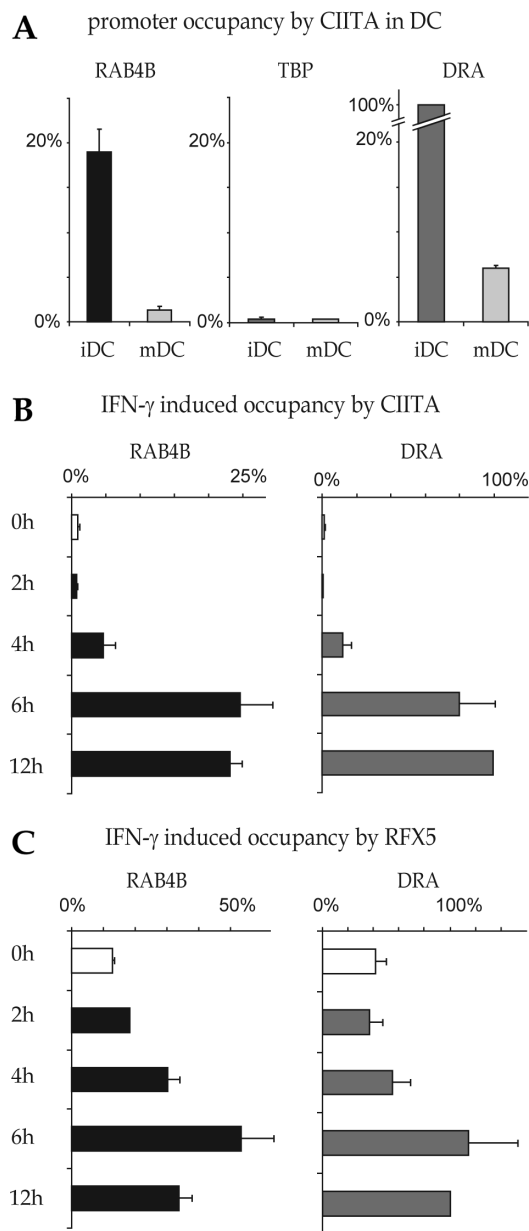 A
promoter occupancy by CIITA in DC
RAB4B TBP DRA
100%
20% 20% 20%
0% 0% 0%
iDC mDC iDC mDC iDC mDC
B
IFN-γ induced occupancy by CIITA
RAB4B DRA
0% 25% 0% 100%
0h
2h
4h
6h
12h
C
IFN-γ induced occupancy by RFX5
RAB4B DRA
0% 50% 0% 100%
0h
2h
4h
6h
12h